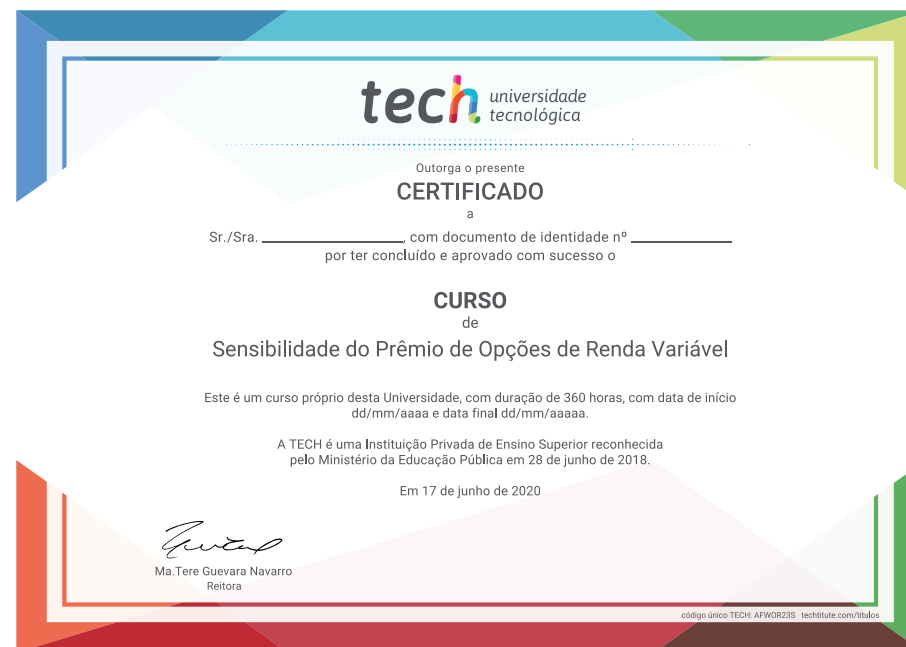 tech universidade
tecnológica
Outorga o presente
CERTIFICADO
a
Sr./Sra. ____________________, com documento de identidade nº ______________
por ter concluído e aprovado com sucesso o
CURSO
de
Sensibilidade do Prêmio de Opções de Renda Variável
Este é um curso próprio desta Universidade, com duração de 360 horas, com data de início
dd/mm/aaaa e data final dd/mm/aaaaa.
A TECH é uma Instituição Privada de Ensino Superior reconhecida
pelo Ministério da Educação Pública em 28 de junho de 2018.
Em 17 de junho de 2020
Ma.Tere Guevara Navarro
Reitora
código único TECH: AFWOR23S techtitute.com/títulos